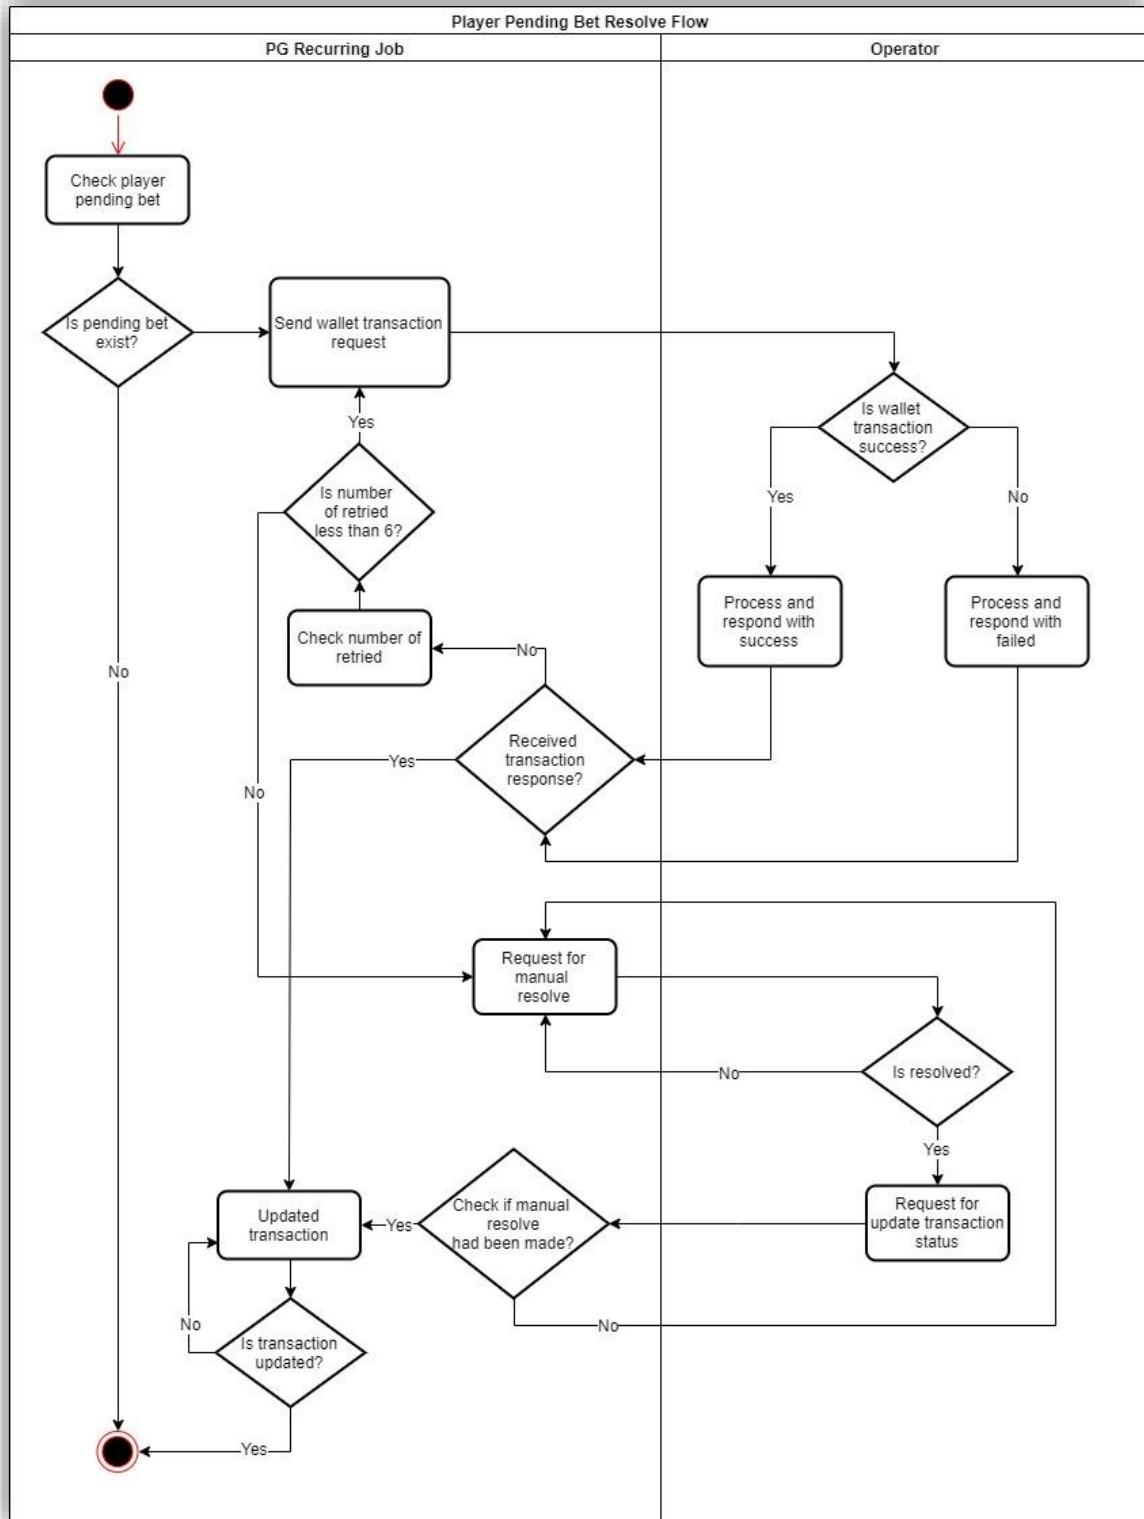 Player Pending Bet Resolve Flow
PG Recurring Job
Operator
Check player
pending bet
Is pending bet
exist?
Send wallet transaction
request
Is wallet
transaction
success?
Yes
Is number
of retried
less than 6?
Yes
No
Process and
respond with
success
Process and
respond with
failed
Check number of
retried
No
No
Received
transaction
response?
Yes
No
Request for
manual
resolve
Is resolved?
No
Yes
Check if manual
resolve
had been made?
Request for
update transaction
status
Updated
transaction
Yes
No
No
Is transaction
updated?
Yes